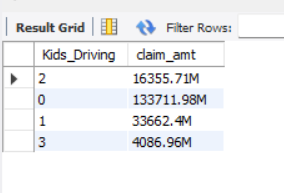 Result Grid Filter Rows:
Kids_Driving claim_amt
2 16355.71M
0 133711.98M
1 33662.4M
3 4086.96M